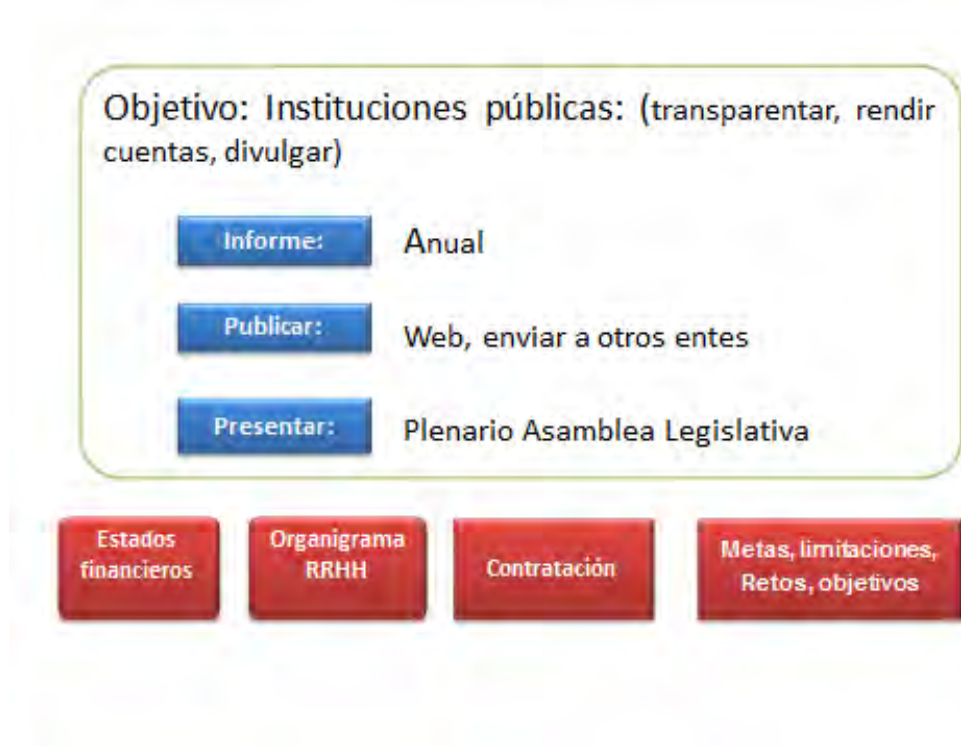 Objetivo: Instituciones públicas: (transparentar, rendir
cuentas, divulgar)
Informe: Anual
Publicar: Web, enviar a otros entes
Presentar: Plenario Asamblea Legislativa
Estados
financieros
Organigrama
RRHH
Contratación
Metas, limitaciones,
Retos, objetivos